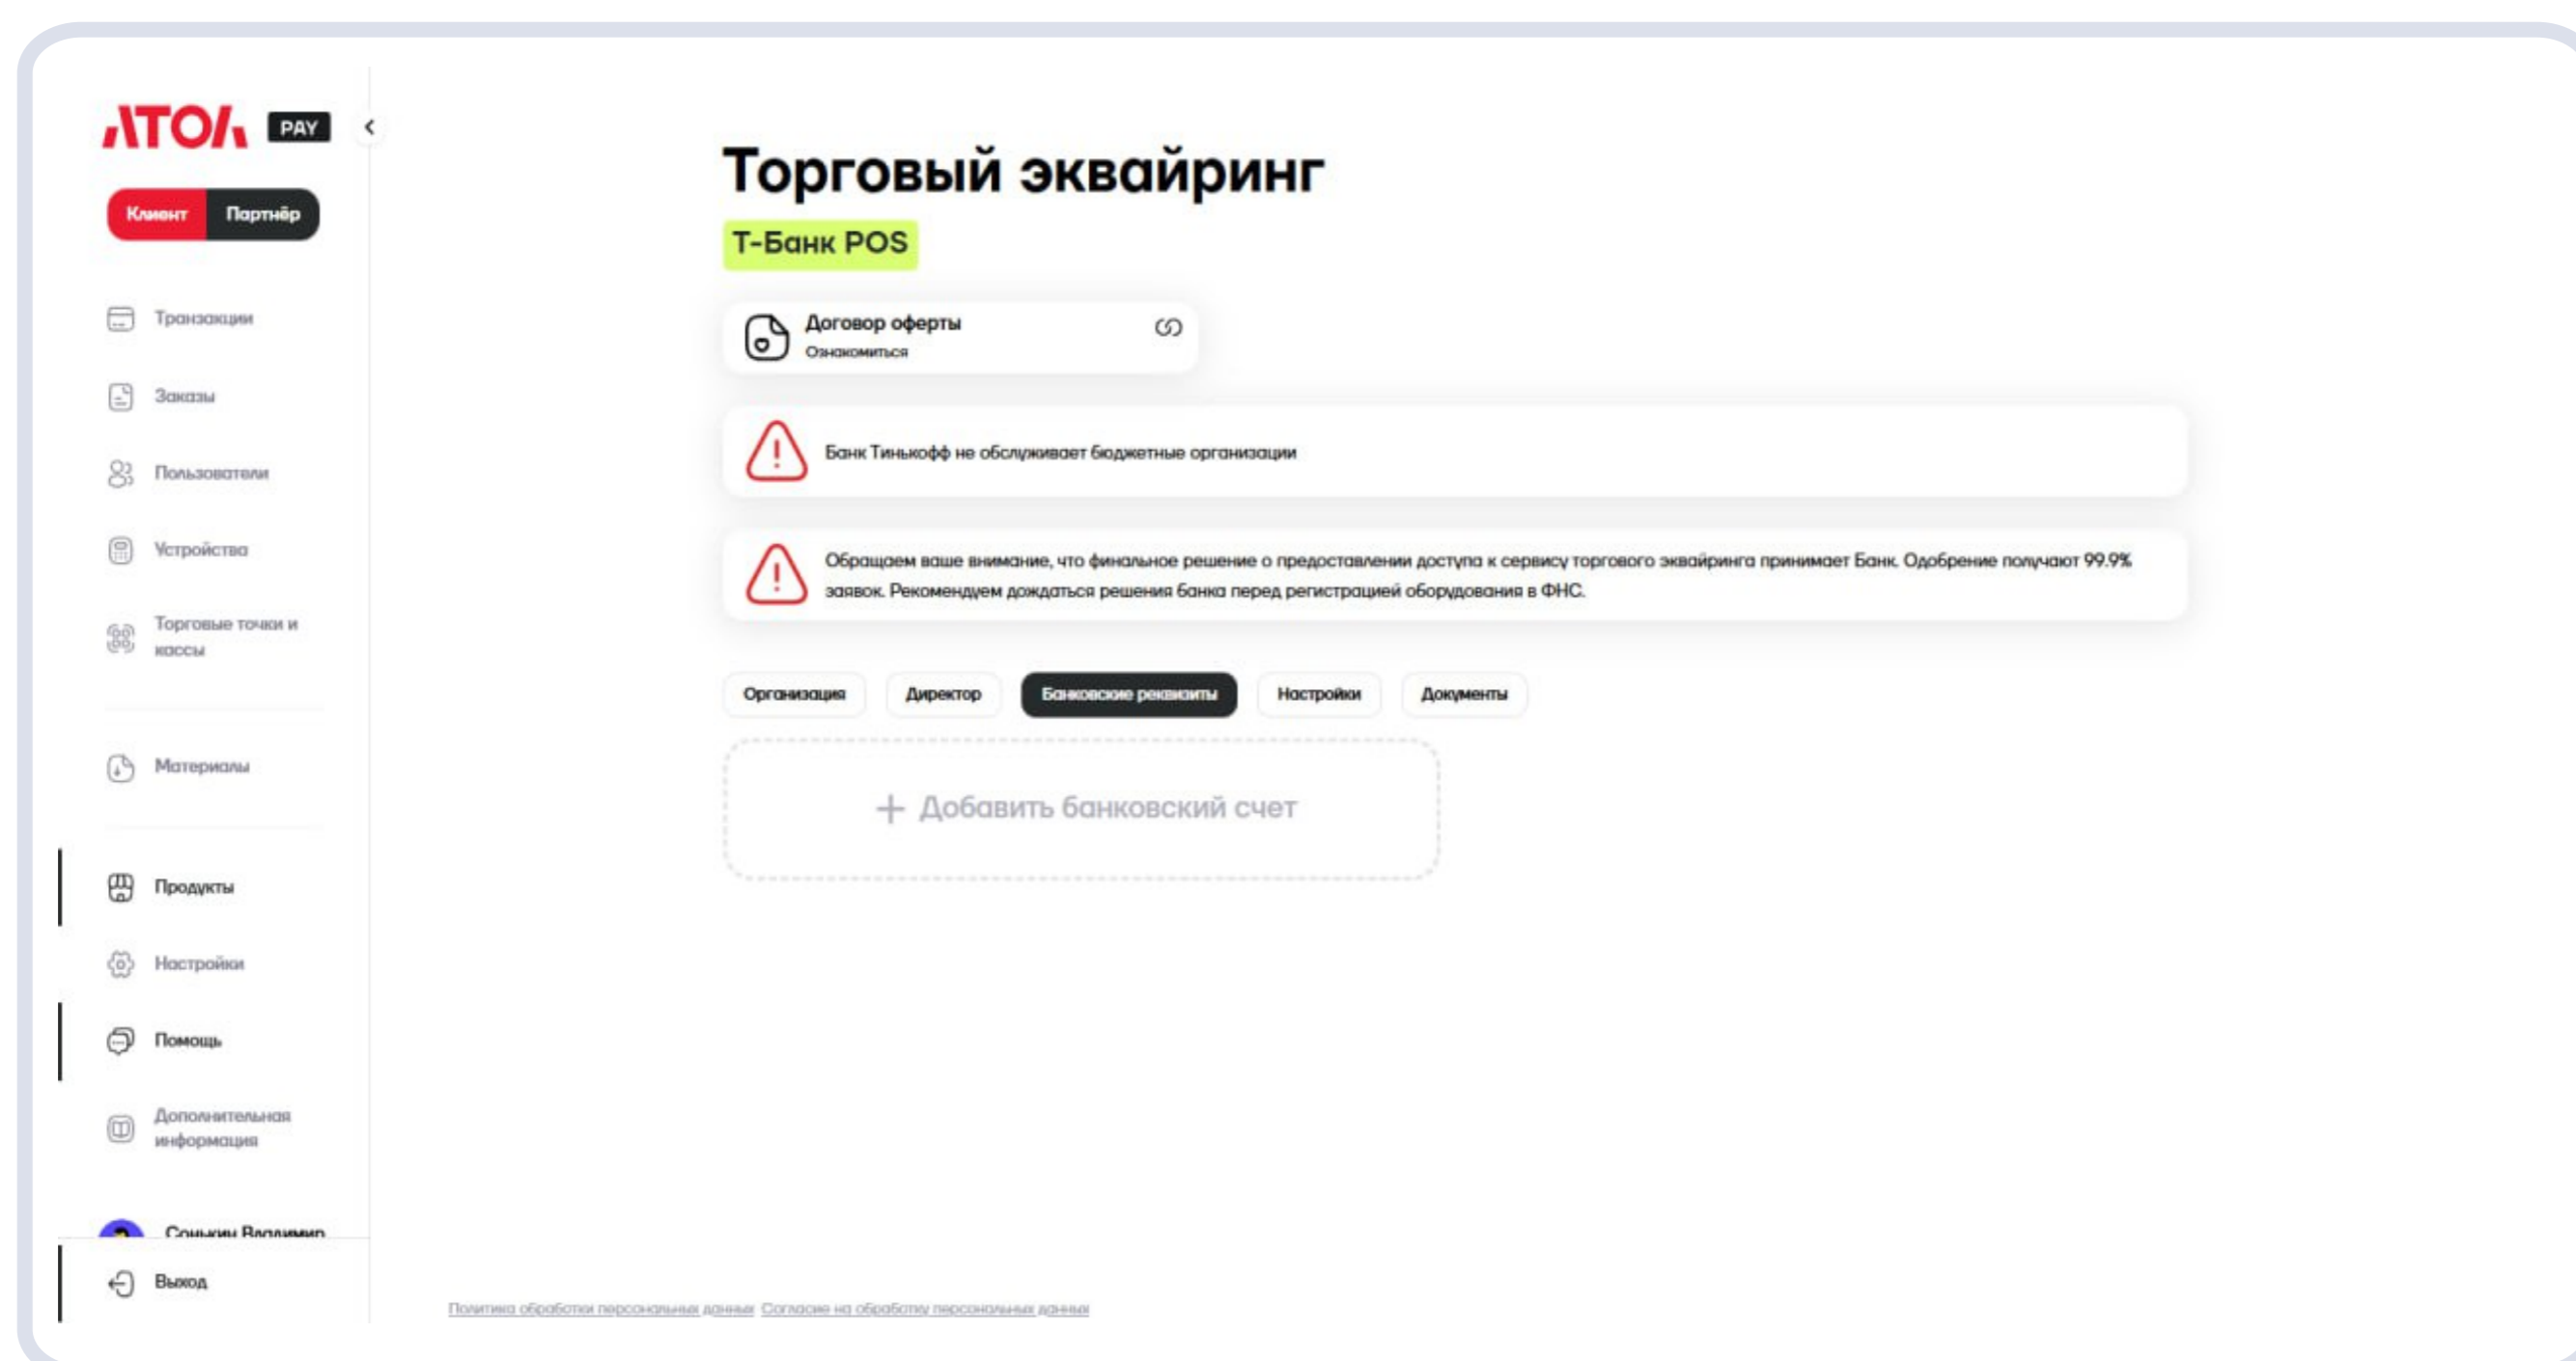 АТОЛ PAY
Клиент Партнёр
Транзакции
Заказы
Пользователи
Устройства
Торговые точки и
кассы
Материалы
Продукты
Настройки
Помощь
Дополнительная
информация
Сонькин Владимир
Выход
Торговый эквайринг
Т-Банк POS
Договор оферты
Ознакомиться
Банк Тинькофф не обслуживает бюджетные организации
Обращаем ваше внимание, что финальное решение о предоставлении доступа к сервису торгового эквайринга принимает Банк. Одобрение получают 99.9%
заявок. Рекомендуем дождаться решения банка перед регистрацией оборудования в ФНС.
Организация Директор Банковские реквизиты Настройки Документы
+ Добавить банковский счет
Политика обработки персональных данных Согласие на обработку персональных данных